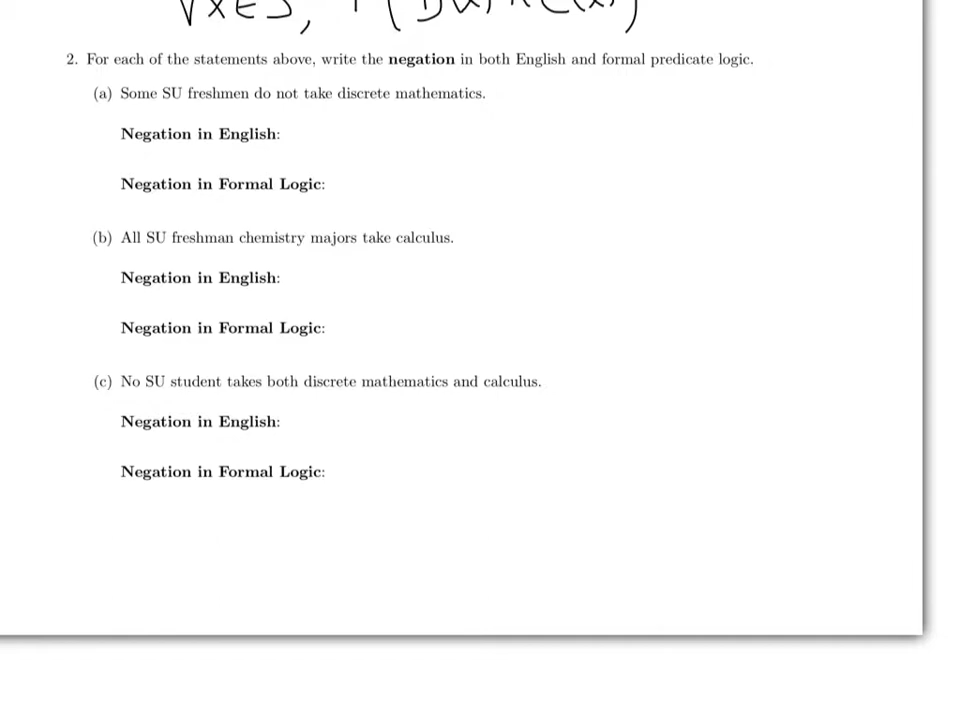 2. For each of the statements above, write the negation in both English and formal predicate logic.
(a) Some SU freshmen do not take discrete mathematics.
Negation in English:
Negation in Formal Logic:
(b) All SU freshman chemistry majors take calculus.
Negation in English:
Negation in Formal Logic:
(c) No SU student takes both discrete mathematics and calculus.
Negation in English:
Negation in Formal Logic: